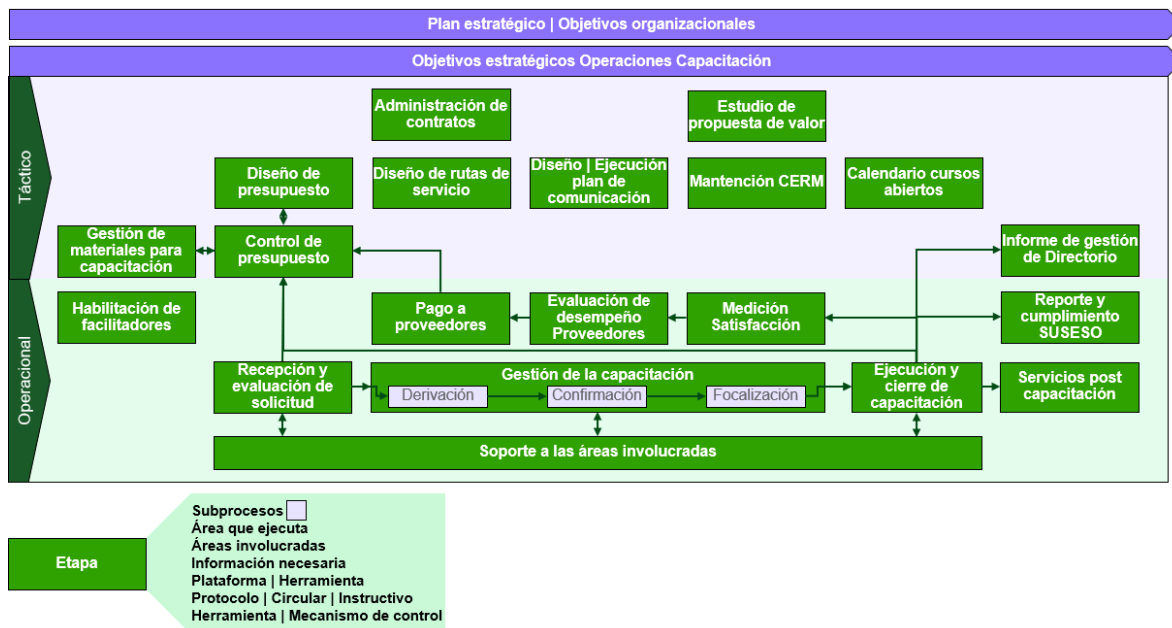 Plan estratégico | Objetivos organizacionales
Objetivos estratégicos Operaciones Capacitación
Táctico
Administración de
contratos
Estudio de
propuesta de valor
Diseño de
presupuesto
Diseño de rutas de
servicio
Diseño | Ejecución
plan de
comunicación
Mantención CERM
Calendario cursos
abiertos
Gestión de
materiales para
capacitación
Control de
presupuesto
Informe de gestión
de Directorio
Operacional
Habilitación de
facilitadores
Pago a
proveedores
Evaluación de
desempeño
Proveedores
Medición
Satisfacción
Reporte y
cumplimiento
SUSESO
Recepción y
evaluación de
solicitud
Gestión de la capacitación
Derivación
Confirmación
Focalización
Ejecución y
cierre de
capacitación
Servicios post
capacitación
Soporte a las áreas involucradas
Etapa
Subprocesos
Área que ejecuta
Áreas involucradas
Información necesaria
Plataforma | Herramienta
Protocolo | Circular | Instructivo
Herramienta | Mecanismo de control